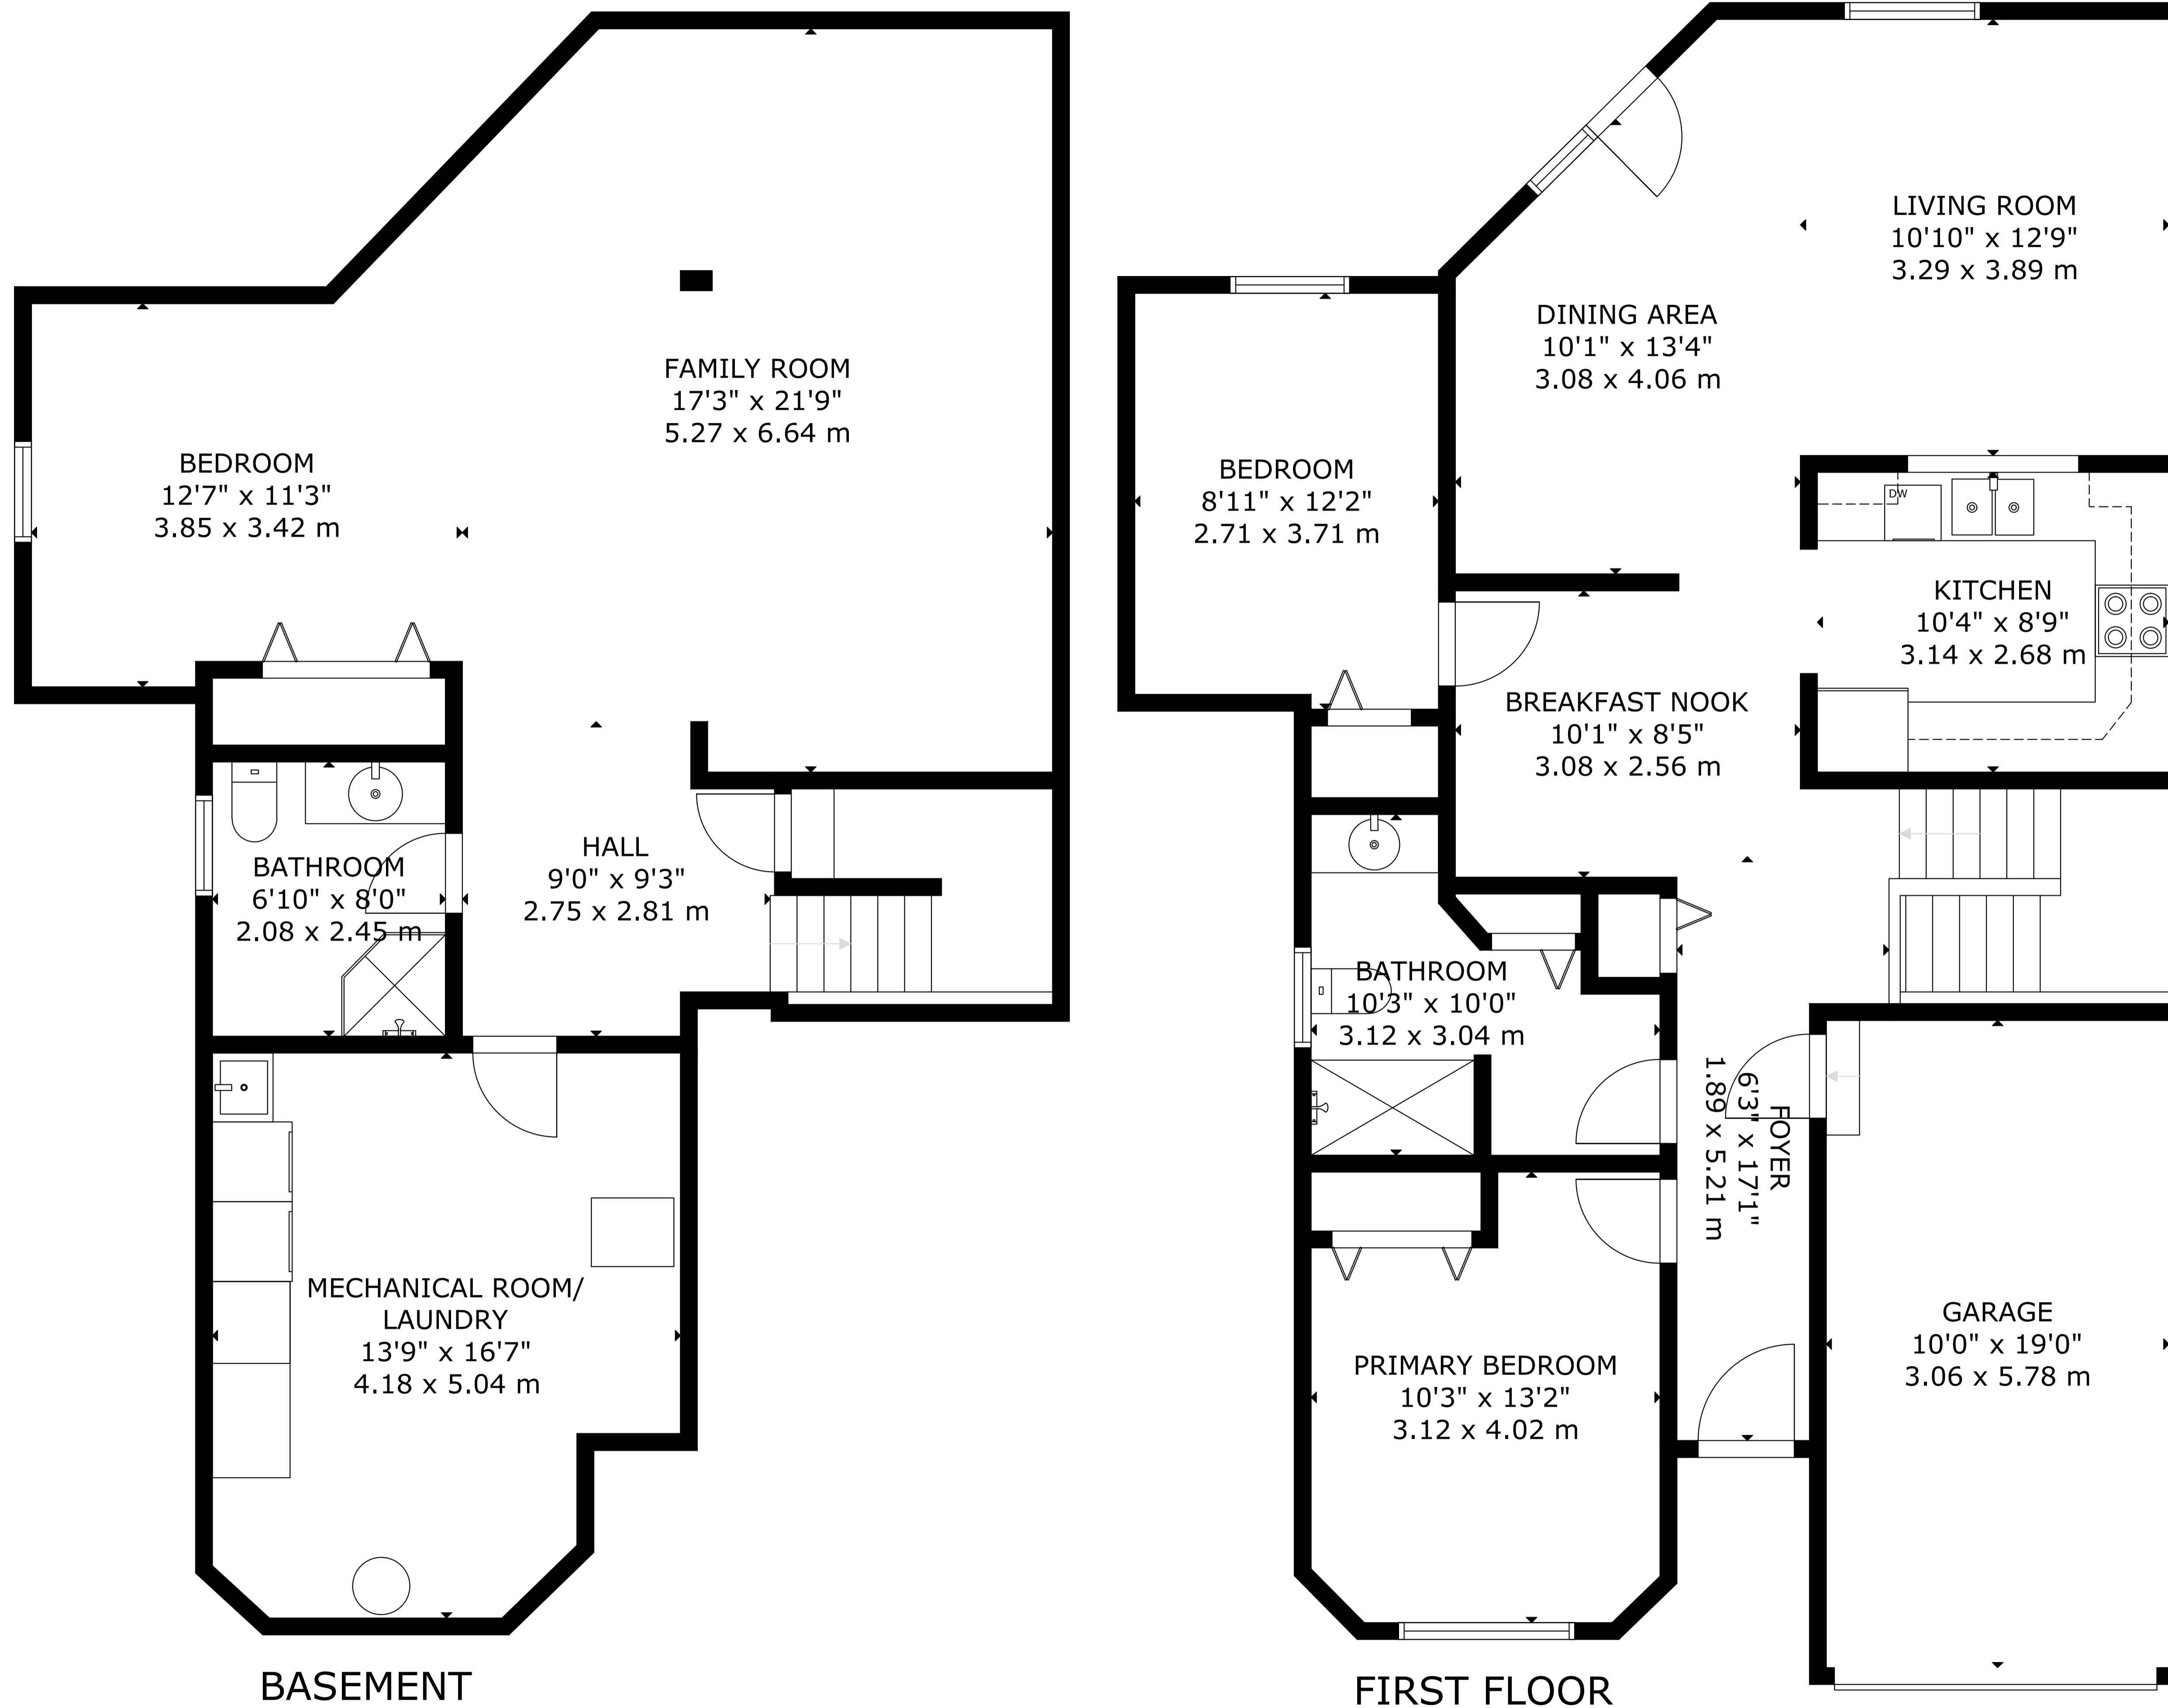 FAMILY ROOM
17'3" x 21'9"
5.27 x 6.64 m
BEDROOM
12'7" x 11'3"
3.85 x 3.42 m
BATHROOM
6'10" x 8'0"
2.08 x 2.45 m
HALL
9'0" x 9'3"
2.75 x 2.81 m
MECHANICAL ROOM/
LAUNDRY
13'9" x 16'7"
4.18 x 5.04 m
BASEMENT
LIVING ROOM
10'10" x 12'9"
3.29 x 3.89 m
DINING AREA
10'1" x 13'4"
3.08 x 4.06 m
BEDROOM
8'11" x 12'2"
2.71 x 3.71 m
DW
KITCHEN
10'4" x 8'9"
3.14 x 2.68 m
BREAKFAST NOOK
10'1" x 8'5"
3.08 x 2.56 m
BATHROOM
10'3" x 10'0"
3.12 x 3.04 m
FOYER
6'3" x 17'1"
1.89 x 5.21 m
GARAGE
10'0" x 19'0"
3.06 x 5.78 m
PRIMARY BEDROOM
10'3" x 13'2"
3.12 x 4.02 m
FIRST FLOOR